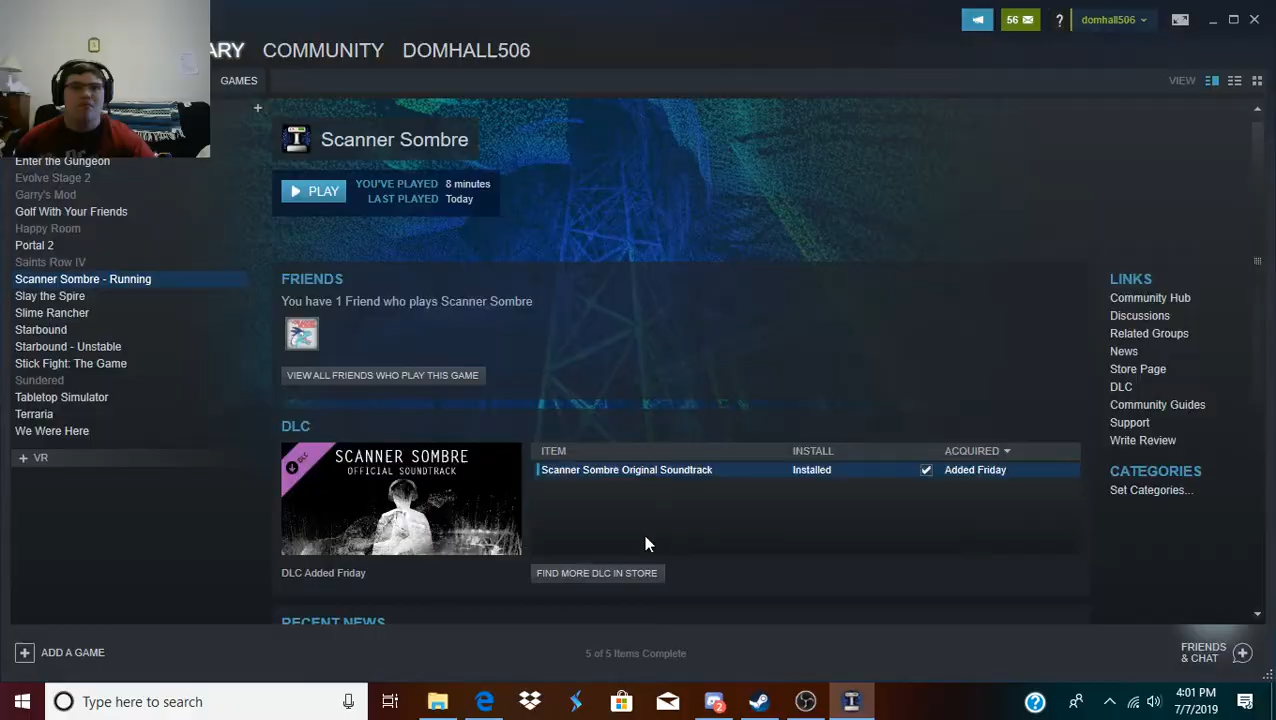 56
?
domhall506
ARY COMMUNITY DOMHALL506
GAMES
VIEW
+
Scanner Sombre
PLAY
YOU'VE PLAYED 8 minutes
LAST PLAYED Today
Enter the Gungeon
Evolve Stage 2
Garry's Mod
Golf With Your Friends
Happy Room
Portal 2
Saints Row IV
Scanner Sombre - Running
Slay the Spire
Slime Rancher
Starbound
Starbound - Unstable
Stick Fight: The Game
Sundered
Tabletop Simulator
Terraria
We Were Here
+ VR
FRIENDS
You have 1 Friend who plays Scanner Sombre
VIEW ALL FRIENDS WHO PLAY THIS GAME
DLC
SCANNER SOMBRE
OFFICIAL SOUNDTRACK
DLC Added Friday
ITEM INSTALL ACQUIRED
Scanner Sombre Original Soundtrack Installed Added Friday
FIND MORE DLC IN STORE
RECENT NEWS
LINKS
Community Hub
Discussions
Related Groups
News
Store Page
DLC
Community Guides
Support
Write Review
CATEGORIES
Set Categories...
+ ADD A GAME
5 of 5 Items Complete
FRIENDS
& CHAT
Type here to search
2
4:01 PM
7/7/2019